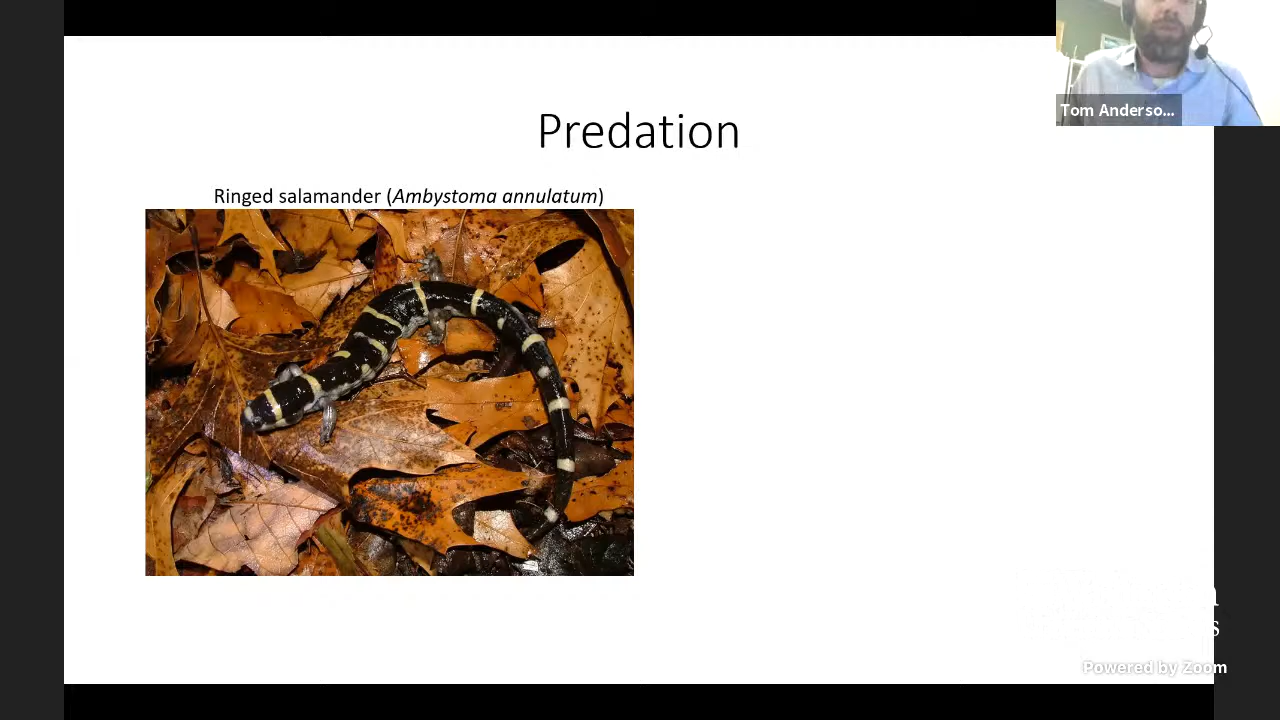 Predation
Tom Anderso...
Ringed salamander (Ambystoma annulatum)
Powered by Zoom